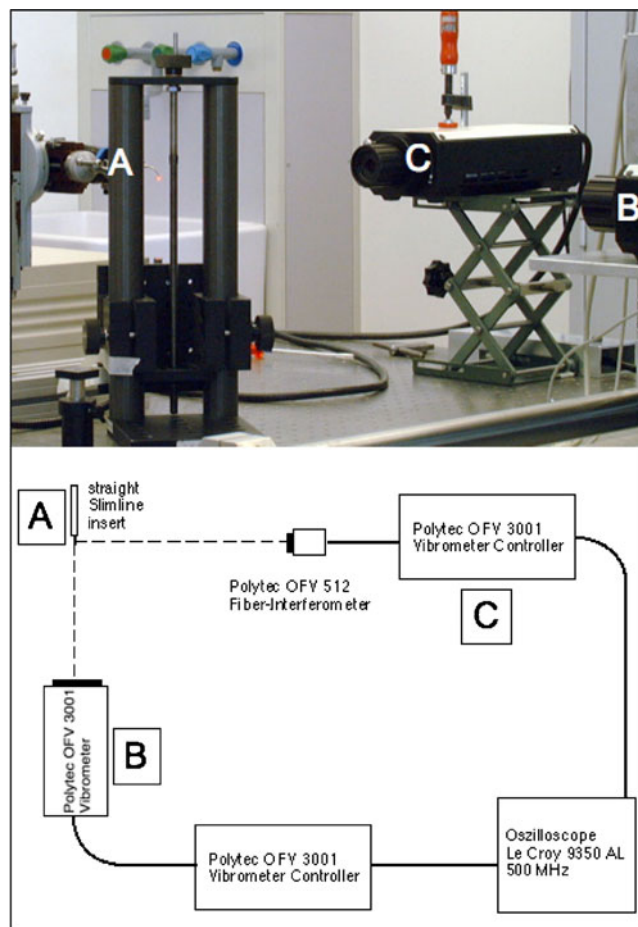 A
C
B
A
straight
Slimline
insert
Polytec OFV 3001
Vibrometer Controller
Polytec OFV 512
Fiber-Interferometer
C
Polytec OFV 3001
Vibrometer
B
Polytec OFV 3001
Vibrometer Controller
Oszilloscope
Le Croy 9350 AL
500 MHz